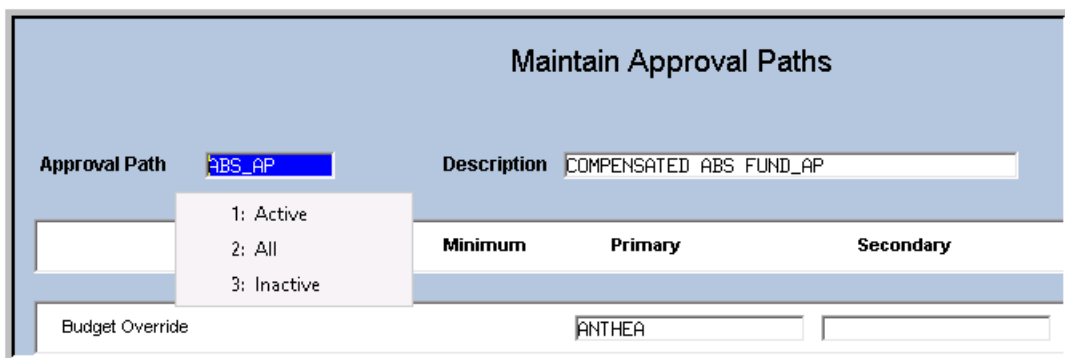 Maintain Approval Paths
Approval Path ABS_AP Description COMPENSATED ABS FUND_AP
1: Active
2: All
3: Inactive
Minimum Primary Secondary
Budget Override ANTHEA